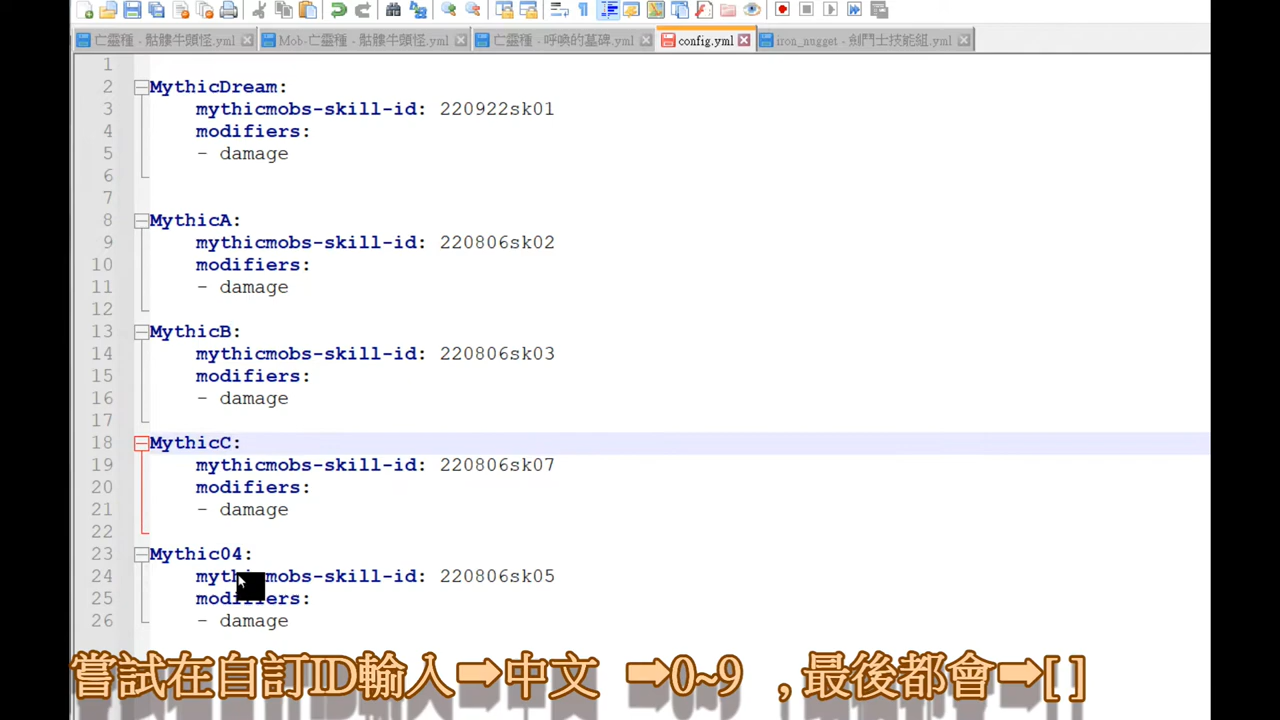 亡靈種 - 骷髏牛頭怪.yml
Mob-亡靈種 - 骷髏牛頭怪.yml
亡靈種 - 呼喚的墓碑.yml
config.yml
iron_nugget - 劍鬥士技能組.yml
1
2 MythicDream:
3 mythicmobs-skill-id: 220922sk01
4 modifiers:
5 - damage
6
7
8 MythicA:
9 mythicmobs-skill-id: 220806sk02
10 modifiers:
11 - damage
12
13 MythicB:
14 mythicmobs-skill-id: 220806sk03
15 modifiers:
16 - damage
17
18 MythicC:
19 mythicmobs-skill-id: 220806sk07
20 modifiers:
21 - damage
22
23 Mythic04:
24 mythicmobs-skill-id: 220806sk05
25 modifiers:
26 - damage
嘗試在自訂ID輸入➡中文 ➡0~9 ,最後都會➡[ ]